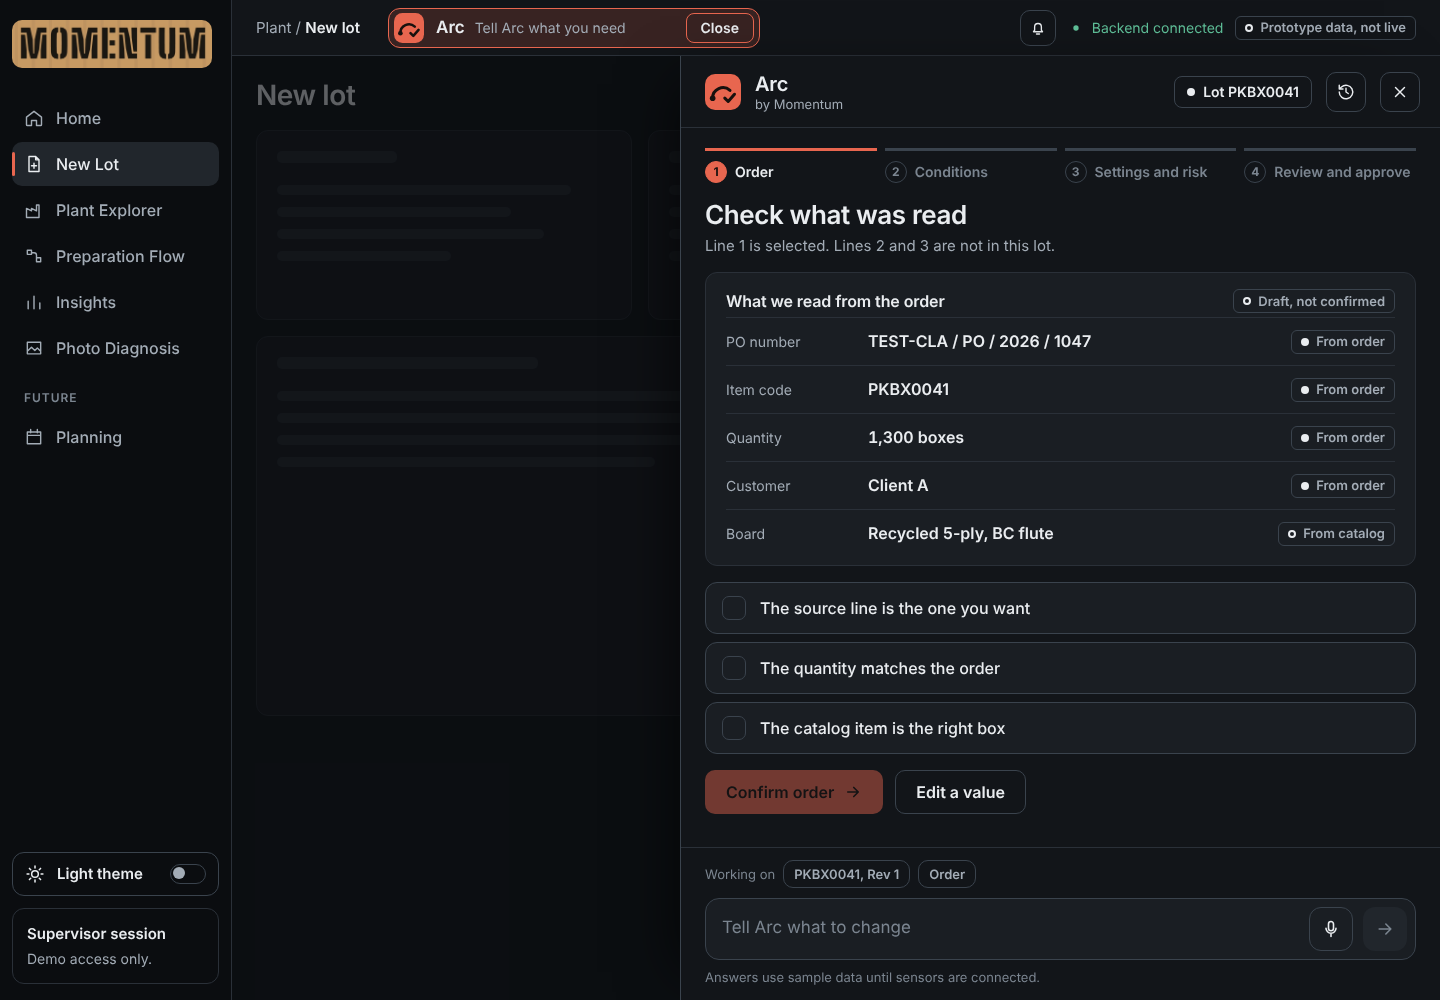 MOMENTUM
Home
New Lot
Plant Explorer
Preparation Flow
Insights
Photo Diagnosis
FUTURE
Planning
Light theme
Supervisor session
Demo access only.
Plant / New lot
Arc Tell Arc what you need Close
Backend connected
Prototype data, not live
New lot
Arc
by Momentum
Lot PKBX0041
1 Order
2 Conditions
3 Settings and risk
4 Review and approve
Check what was read
Line 1 is selected. Lines 2 and 3 are not in this lot.
What we read from the order Draft, not confirmed
PO number TEST-CLA / PO / 2026 / 1047 From order
Item code PKBX0041 From order
Quantity 1,300 boxes From order
Customer Client A From order
Board Recycled 5-ply, BC flute From catalog
The source line is the one you want
The quantity matches the order
The catalog item is the right box
Confirm order Edit a value
Working on PKBX0041, Rev 1 Order
Tell Arc what to change
Answers use sample data until sensors are connected.